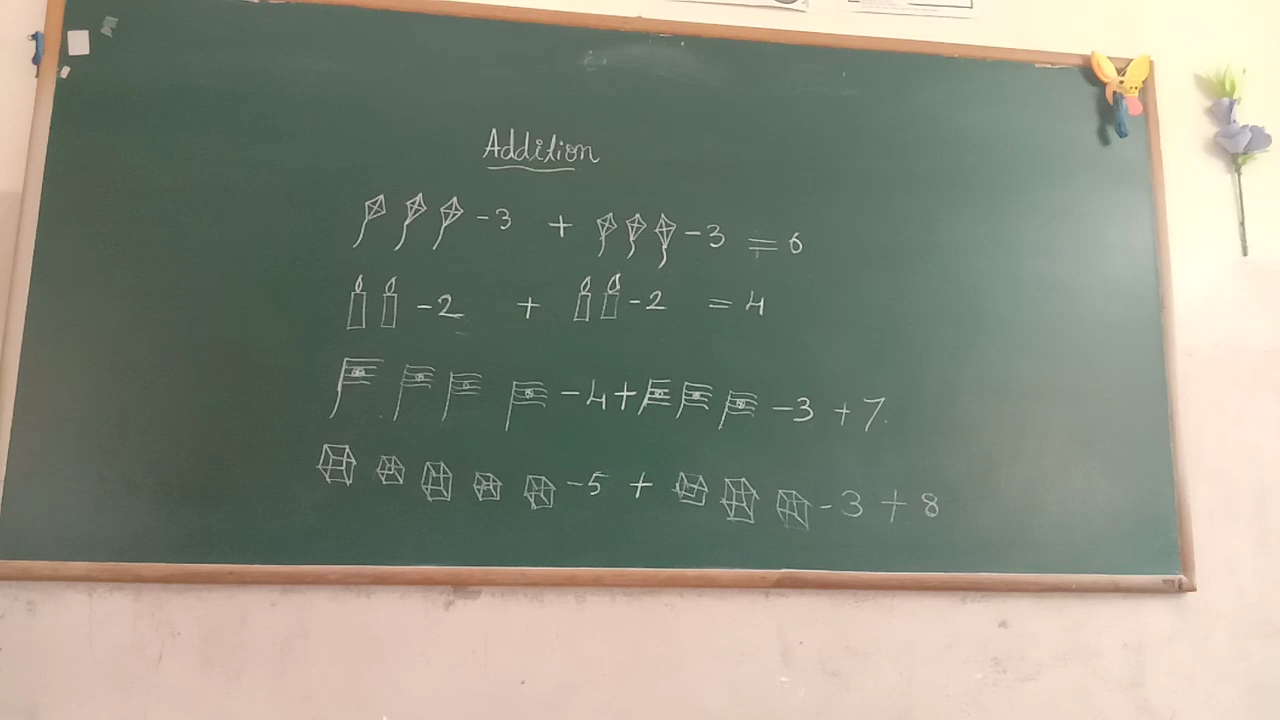 Addition
-3 + -3 = 6
-2 + -2 = 4
-4 + -3 + 7
-5 + -3 + 8